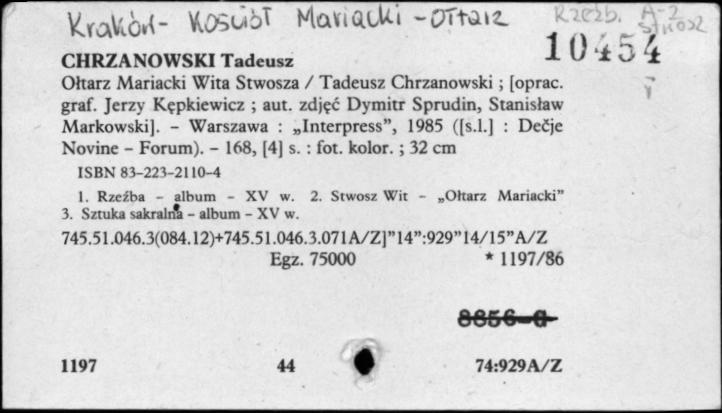 Kraków - Kościół Mariacki - Ołtarz
Rzeźb. A-2
Stwosz
10454
CHRZANOWSKI Tadeusz
Ołtarz Mariacki Wita Stwosza / Tadeusz Chrzanowski ; [oprac.
graf. Jerzy Kępkiewicz ; aut. zdjęć Dymitr Sprudin, Stanisław
Markowski]. – Warszawa : „Interpress”, 1985 ([s.l.] : Dečje
Novine – Forum). – 168, [4] s. : fot. kolor. ; 32 cm
ISBN 83-223-2110-4
1. Rzeźba – album – XV w. 2. Stwosz Wit – „Ołtarz Mariacki”
3. Sztuka sakralna – album – XV w.
745.51.046.3(084.12)+745.51.046.3.071A/Z]”14”:929”14/15”A/Z
Egz. 75000 * 1197/86
8856-G
1197 44 74:929A/Z